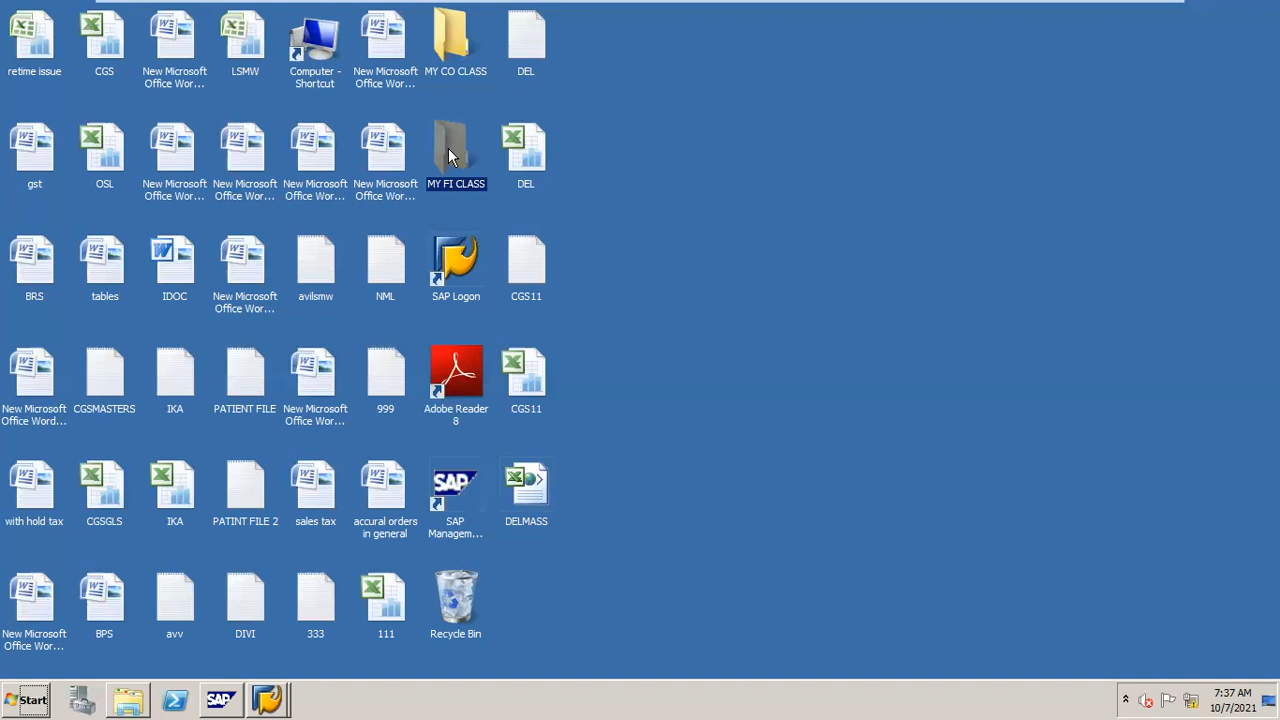 retime issue
CGS
New Microsoft
Office Wor...
LSMW
Computer -
Shortcut
New Microsoft
Office Wor...
MY CO CLASS
DEL
gst
OSL
New Microsoft
Office Wor...
New Microsoft
Office Wor...
New Microsoft
Office Wor...
New Microsoft
Office Wor...
MY FI CLASS
DEL
BRS
tables
IDOC
New Microsoft
Office Wor...
avilsmw
NML
SAP Logon
CGS11
New Microsoft
Office Word...
CGSMASTERS
IKA
PATIENT FILE
New Microsoft
Office Wor...
999
Adobe Reader
8
CGS11
with hold tax
CGSGLS
IKA
PATINT FILE 2
sales tax
accural orders
in general
SAP
SAP
Managem...
DELMASS
New Microsoft
Office Wor...
BPS
avv
DIVI
333
111
Recycle Bin
Start
SAP
7:37 AM
10/7/2021